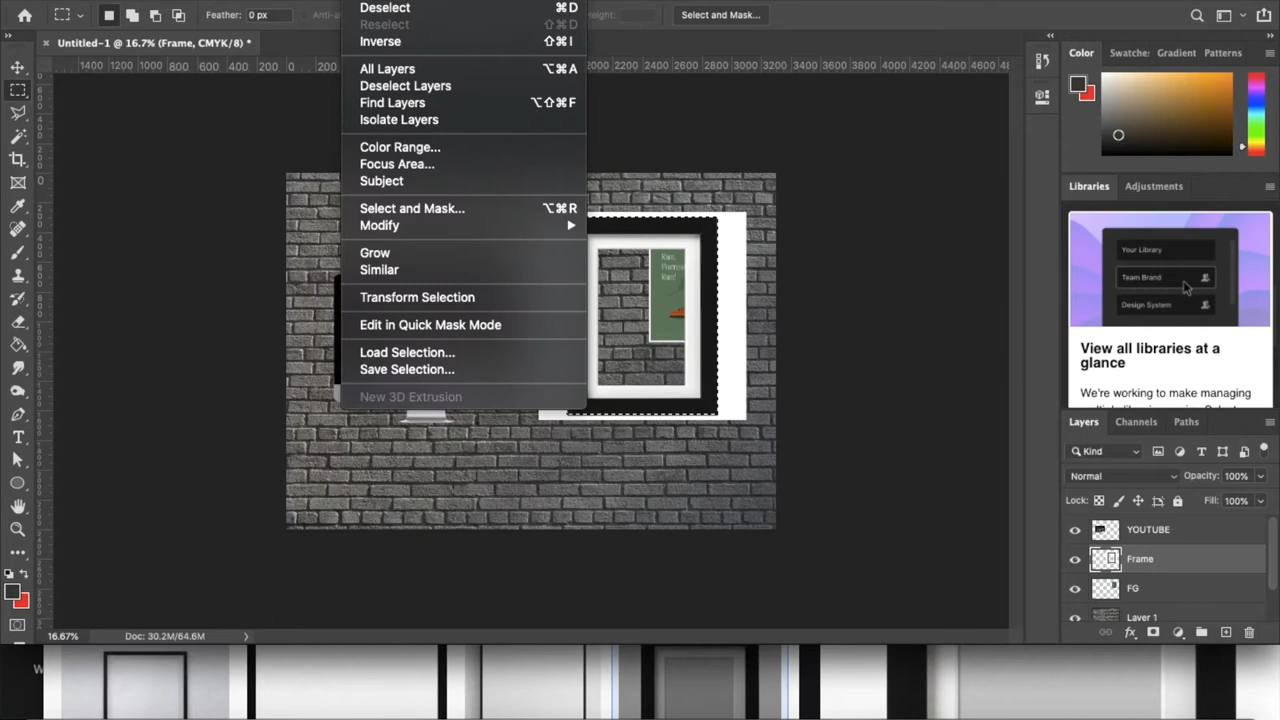 Deselect ⌘D
Feather: 0 px Anti-ali Height: Select and Mask...
Reselect ⇧⌘D
Inverse ⇧⌘I
Untitled-1 @ 16.7% (Frame, CMYK/8) *
1400 1200 1000 800 600 400 200 0 200 2000 2200 2400 2600 2800 3000 3200 3400 3600 3800 4000 4200 4400 4600
All Layers ⌥⌘A
Deselect Layers
Find Layers ⌥⇧⌘F
Isolate Layers
Color Range...
Focus Area...
Subject
Select and Mask... ⌥⌘R
Modify
Grow
Similar
Transform Selection
Edit in Quick Mask Mode
Load Selection...
Save Selection...
New 3D Extrusion
Run,
Forrest
Run!
Color Swatche: Gradient Patterns
Libraries Adjustments
Your Library
Team Brand
Design System
View all libraries at a
glance
We're working to make managing
Layers Channels Paths
Kind
Normal Opacity: 100%
Lock: Fill: 100%
YOUTUBE
Frame
FG
Layer 1
16.67% Doc: 30.2M/64.6M
W